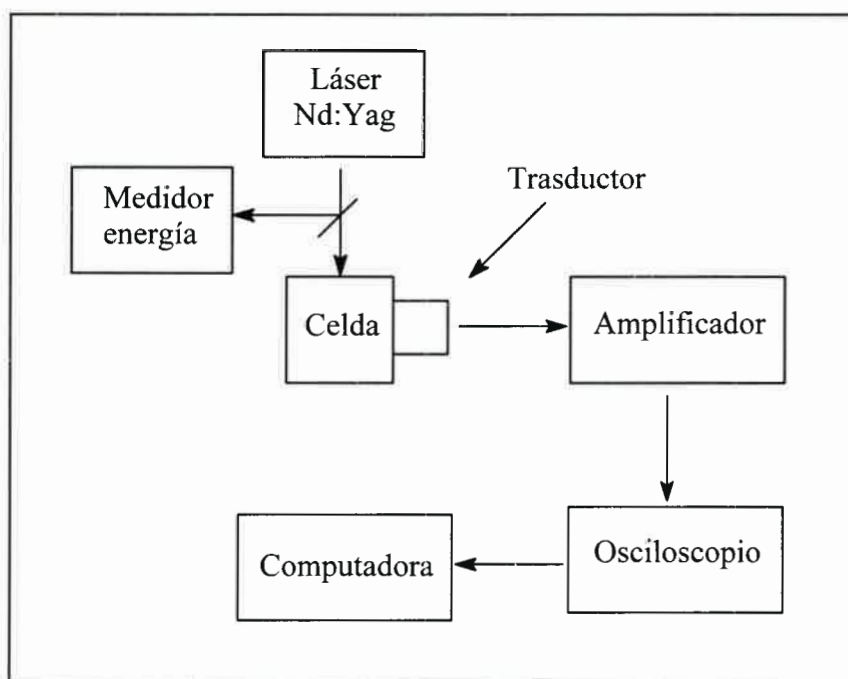 Láser
Nd:Yag
Medidor
energía
Trasductor
Celda
Amplificador
Computadora
Osciloscopio